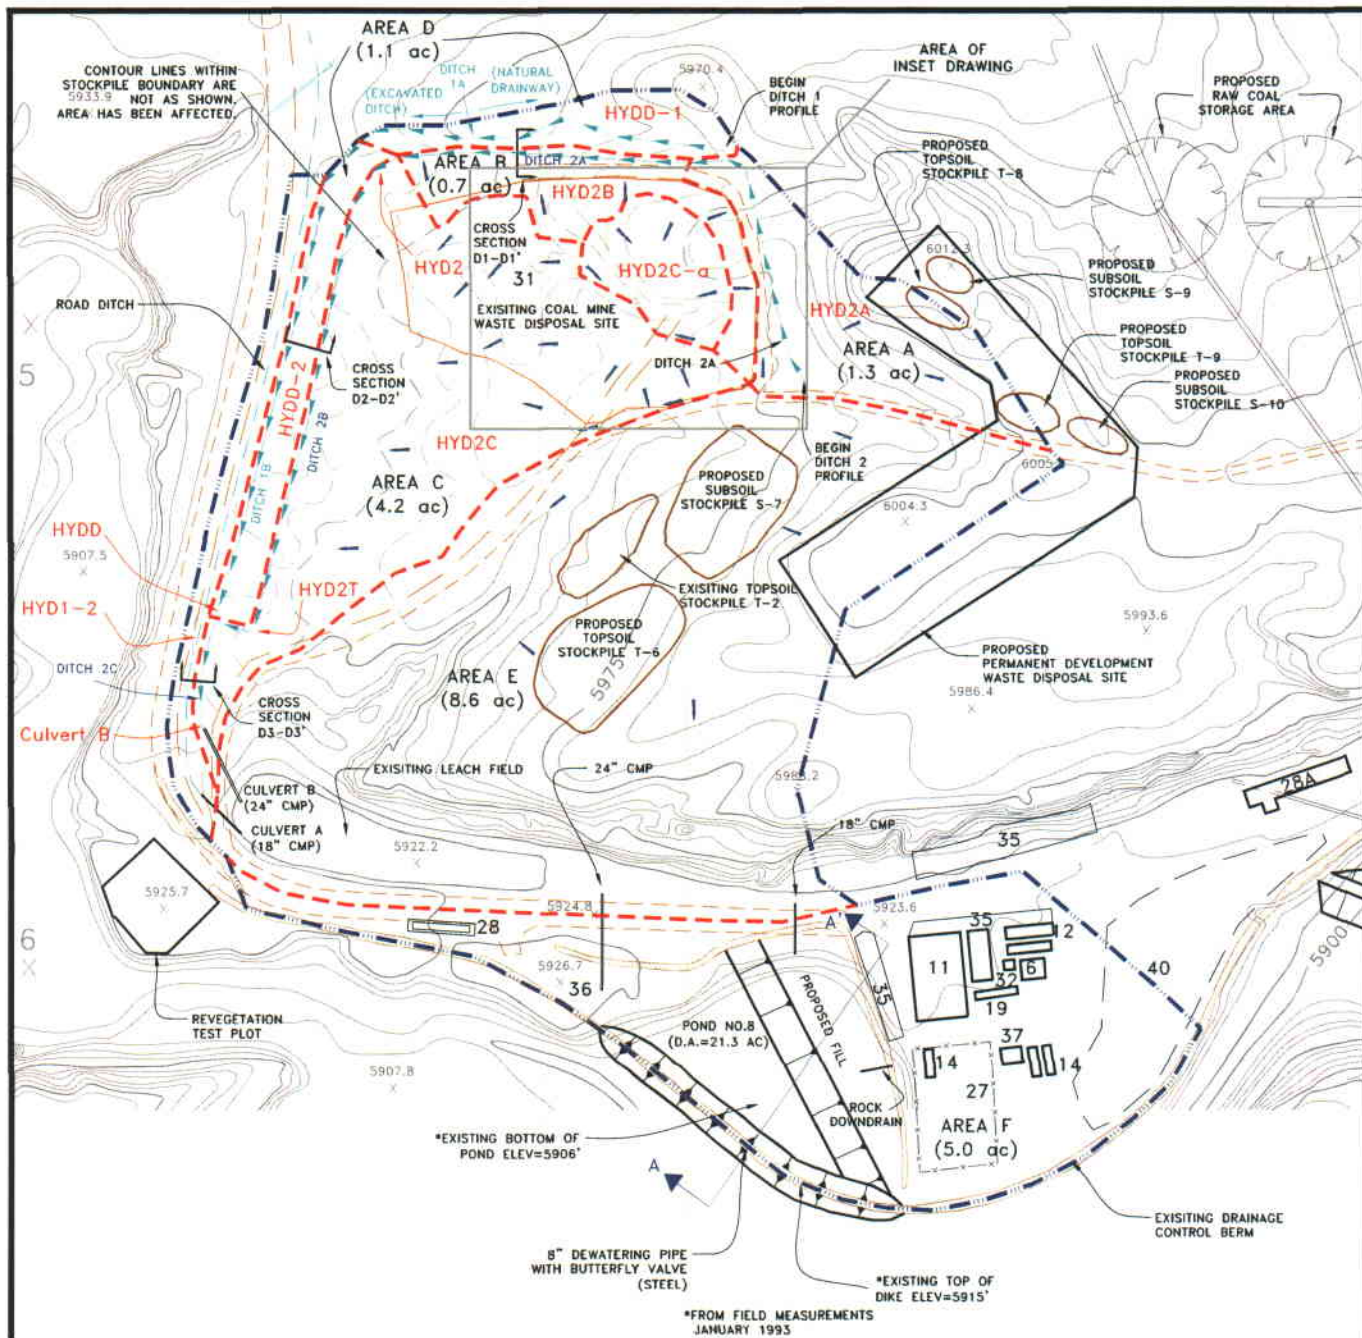 AREA D
(1.1 ac)
CONTOUR LINES WITHIN
STOCKPILE BOUNDARY ARE
NOT AS SHOWN.
AREA HAS BEEN AFFECTED.
5933.9
DITCH
1A
(NATURAL
DRAINWAY)
(EXCAVATED
DITCH)
5970.4
HYDD-1
BEGIN
DITCH 1
PROFILE
AREA OF
INSET DRAWING
PROPOSED
RAW COAL
STORAGE AREA
PROPOSED
TOPSOIL
STOCKPILE T-8
AREA B
(0.7 ac)
DITCH 2A
HYD2B
CROSS
SECTION
D1-D1'
31
HYD2
HYD2C-a
EXISITING COAL MINE
WASTE DISPOSAL SITE
6012.3
PROPOSED
SUBSOIL
STOCKPILE S-9
HYD2A
ROAD DITCH
PROPOSED
TOPSOIL
STOCKPILE T-9
AREA A
(1.3 ac)
DITCH 2A
PROPOSED
SUBSOIL
STOCKPILE S-10
5
CROSS
SECTION
D2-D2'
HYDD-2
DITCH 2B
DITCH 1B
HYD2C
BEGIN
DITCH 2
PROFILE
6005
AREA C
(4.2 ac)
PROPOSED
SUBSOIL
STOCKPILE S-7
6004.3
HYDD
5907.5
HYD1-2
HYD2T
EXISITING TOPSOIL
STOCKPILE T-2
5993.6
PROPOSED
TOPSOIL
STOCKPILE T-6
5975
PROPOSED
PERMANENT DEVELOPMENT
WASTE DISPOSAL SITE
DITCH 2C
AREA E
(8.6 ac)
5986.4
CROSS
SECTION
D3-D3'
Culvert B
EXISITING LEACH FIELD
24" CMP
5983.2
28A
CULVERT B
(24" CMP)
CULVERT A
(18" CMP)
18" CMP
35
5922.2
5925.7
5924.8
5923.6
A'
28
35
12
6
5926.7
36
11
32
6
19
40
5900
35
REVEGETATION
TEST PLOT
POND NO.8
(D.A.=21.3 AC)
PROPOSED FILL
37
14
14
27
5907.8
ROCK
DOWNDRAIN
AREA F
(5.0 ac)
*EXISTING BOTTOM OF
POND ELEV=5906'
A
EXISITING DRAINAGE
CONTROL BERM
8" DEWATERING PIPE
WITH BUTTERFLY VALVE
(STEEL)
*EXISTING TOP OF
DIKE ELEV=5915'
*FROM FIELD MEASUREMENTS
JANUARY 1993